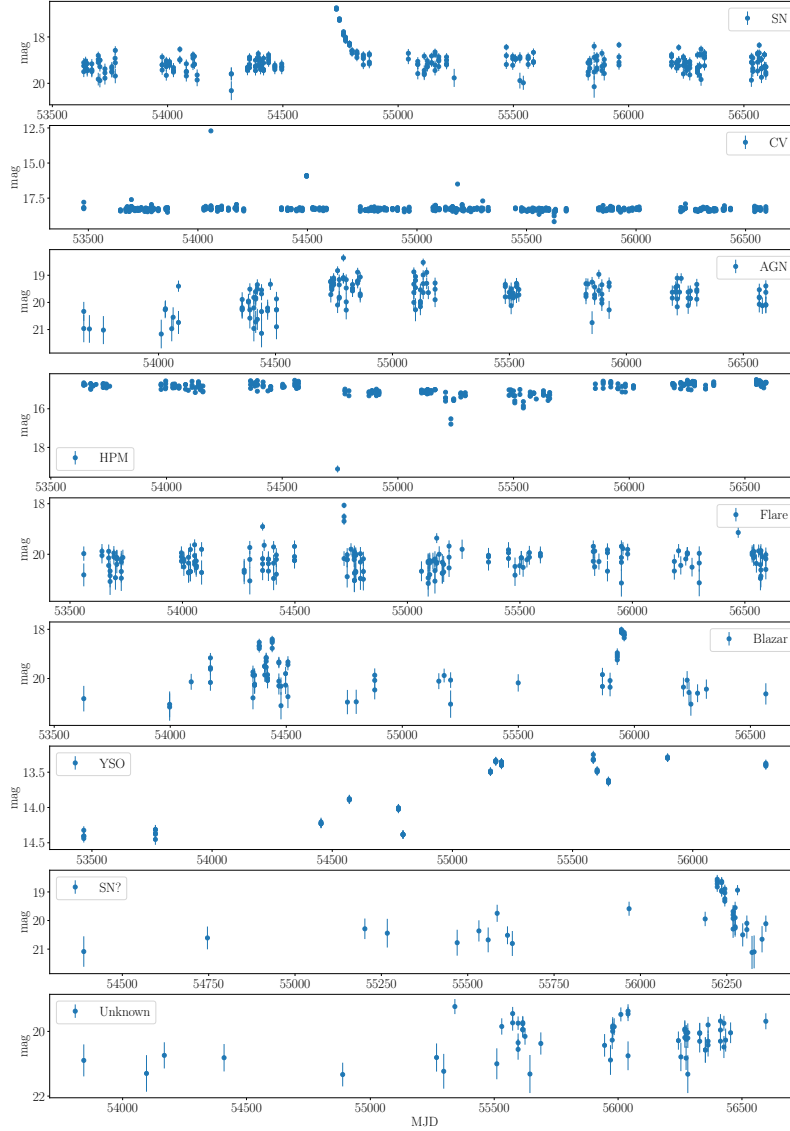 SN
mag
18
20
53500 54000 54500 55000 55500 56000 56500
CV
mag
12.5
15.0
17.5
53500 54000 54500 55000 55500 56000 56500
AGN
mag
19
20
21
54000 54500 55000 55500 56000 56500
HPM
mag
16
18
53500 54000 54500 55000 55500 56000 56500
Flare
mag
18
20
53500 54000 54500 55000 55500 56000 56500
Blazar
mag
18
20
53500 54000 54500 55000 55500 56000 56500
YSO
mag
13.5
14.0
14.5
53500 54000 54500 55000 55500 56000
SN?
mag
19
20
21
54500 54750 55000 55250 55500 55750 56000 56250
Unknown
mag
20
22
54000 54500 55000 55500 56000 56500
MJD